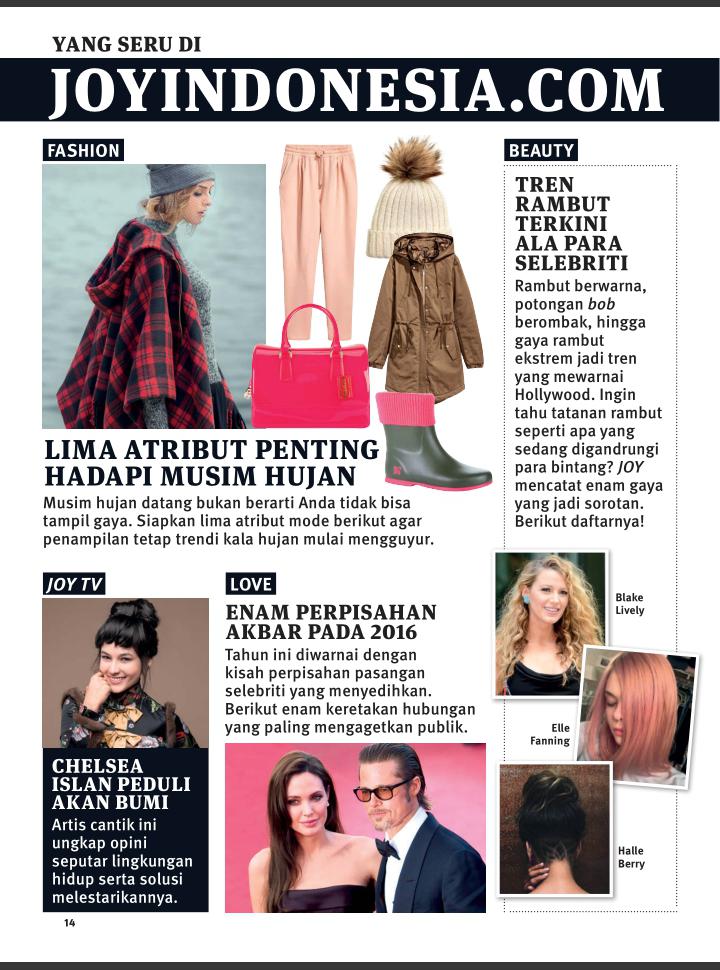 YANG SERU DI
JOYINDONESIA.COM
FASHION
LIMA ATRIBUT PENTING
HADAPI MUSIM HUJAN
Musim hujan datang bukan berarti Anda tidak bisa
tampil gaya. Siapkan lima atribut mode berikut agar
penampilan tetap trendi kala hujan mulai mengguyur.
BEAUTY
TREN
RAMBUT
TERKINI
ALA PARA
SELEBRITI
Rambut berwarna,
potongan bob
berombak, hingga
gaya rambut
ekstrem jadi tren
yang mewarnai
Hollywood. Ingin
tahu tatanan rambut
seperti apa yang
sedang digandrungi
para bintang? JOY
mencatat enam gaya
yang jadi sorotan.
Berikut daftarnya!
Blake
Lively
Elle
Fanning
Halle
Berry
JOY TV
CHELSEA
ISLAN PEDULI
AKAN BUMI
Artis cantik ini
ungkap opini
seputar lingkungan
hidup serta solusi
melestarikannya.
LOVE
ENAM PERPISAHAN
AKBAR PADA 2016
Tahun ini diwarnai dengan
kisah perpisahan pasangan
selebriti yang menyedihkan.
Berikut enam keretakan hubungan
yang paling mengagetkan publik.
14